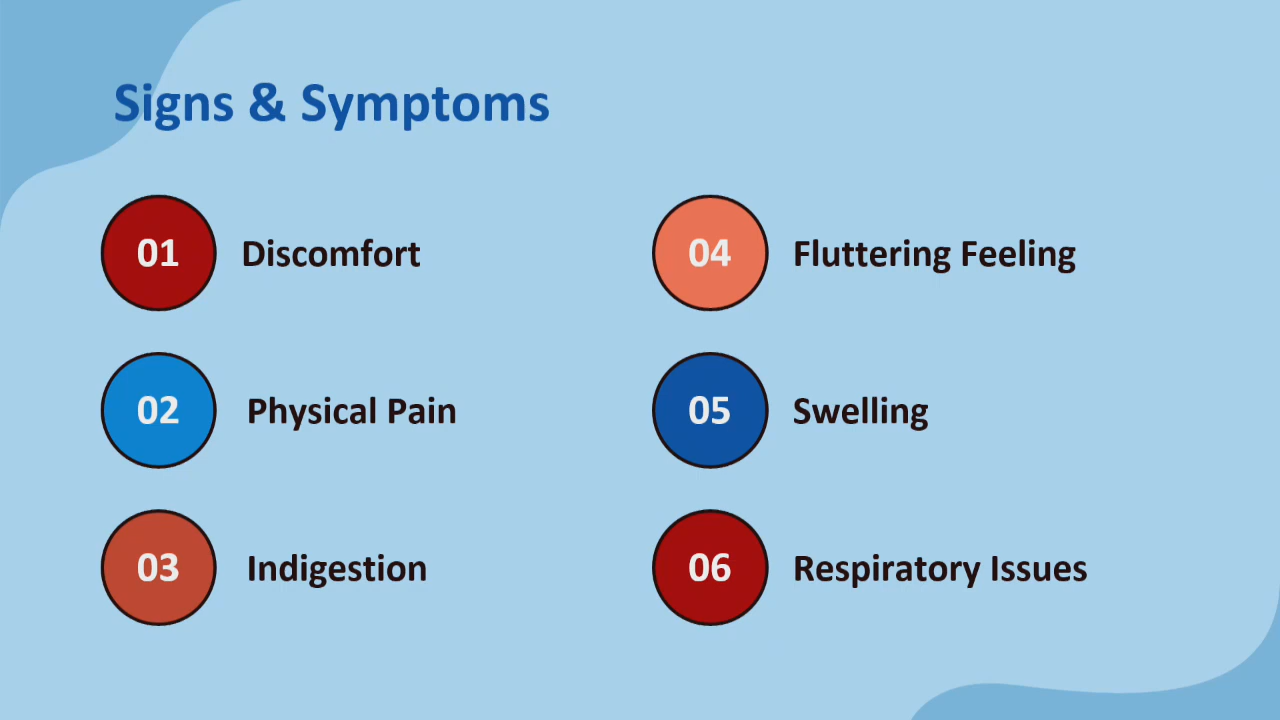 Signs & Symptoms
01 Discomfort
02 Physical Pain
03 Indigestion
04 Fluttering Feeling
05 Swelling
06 Respiratory Issues